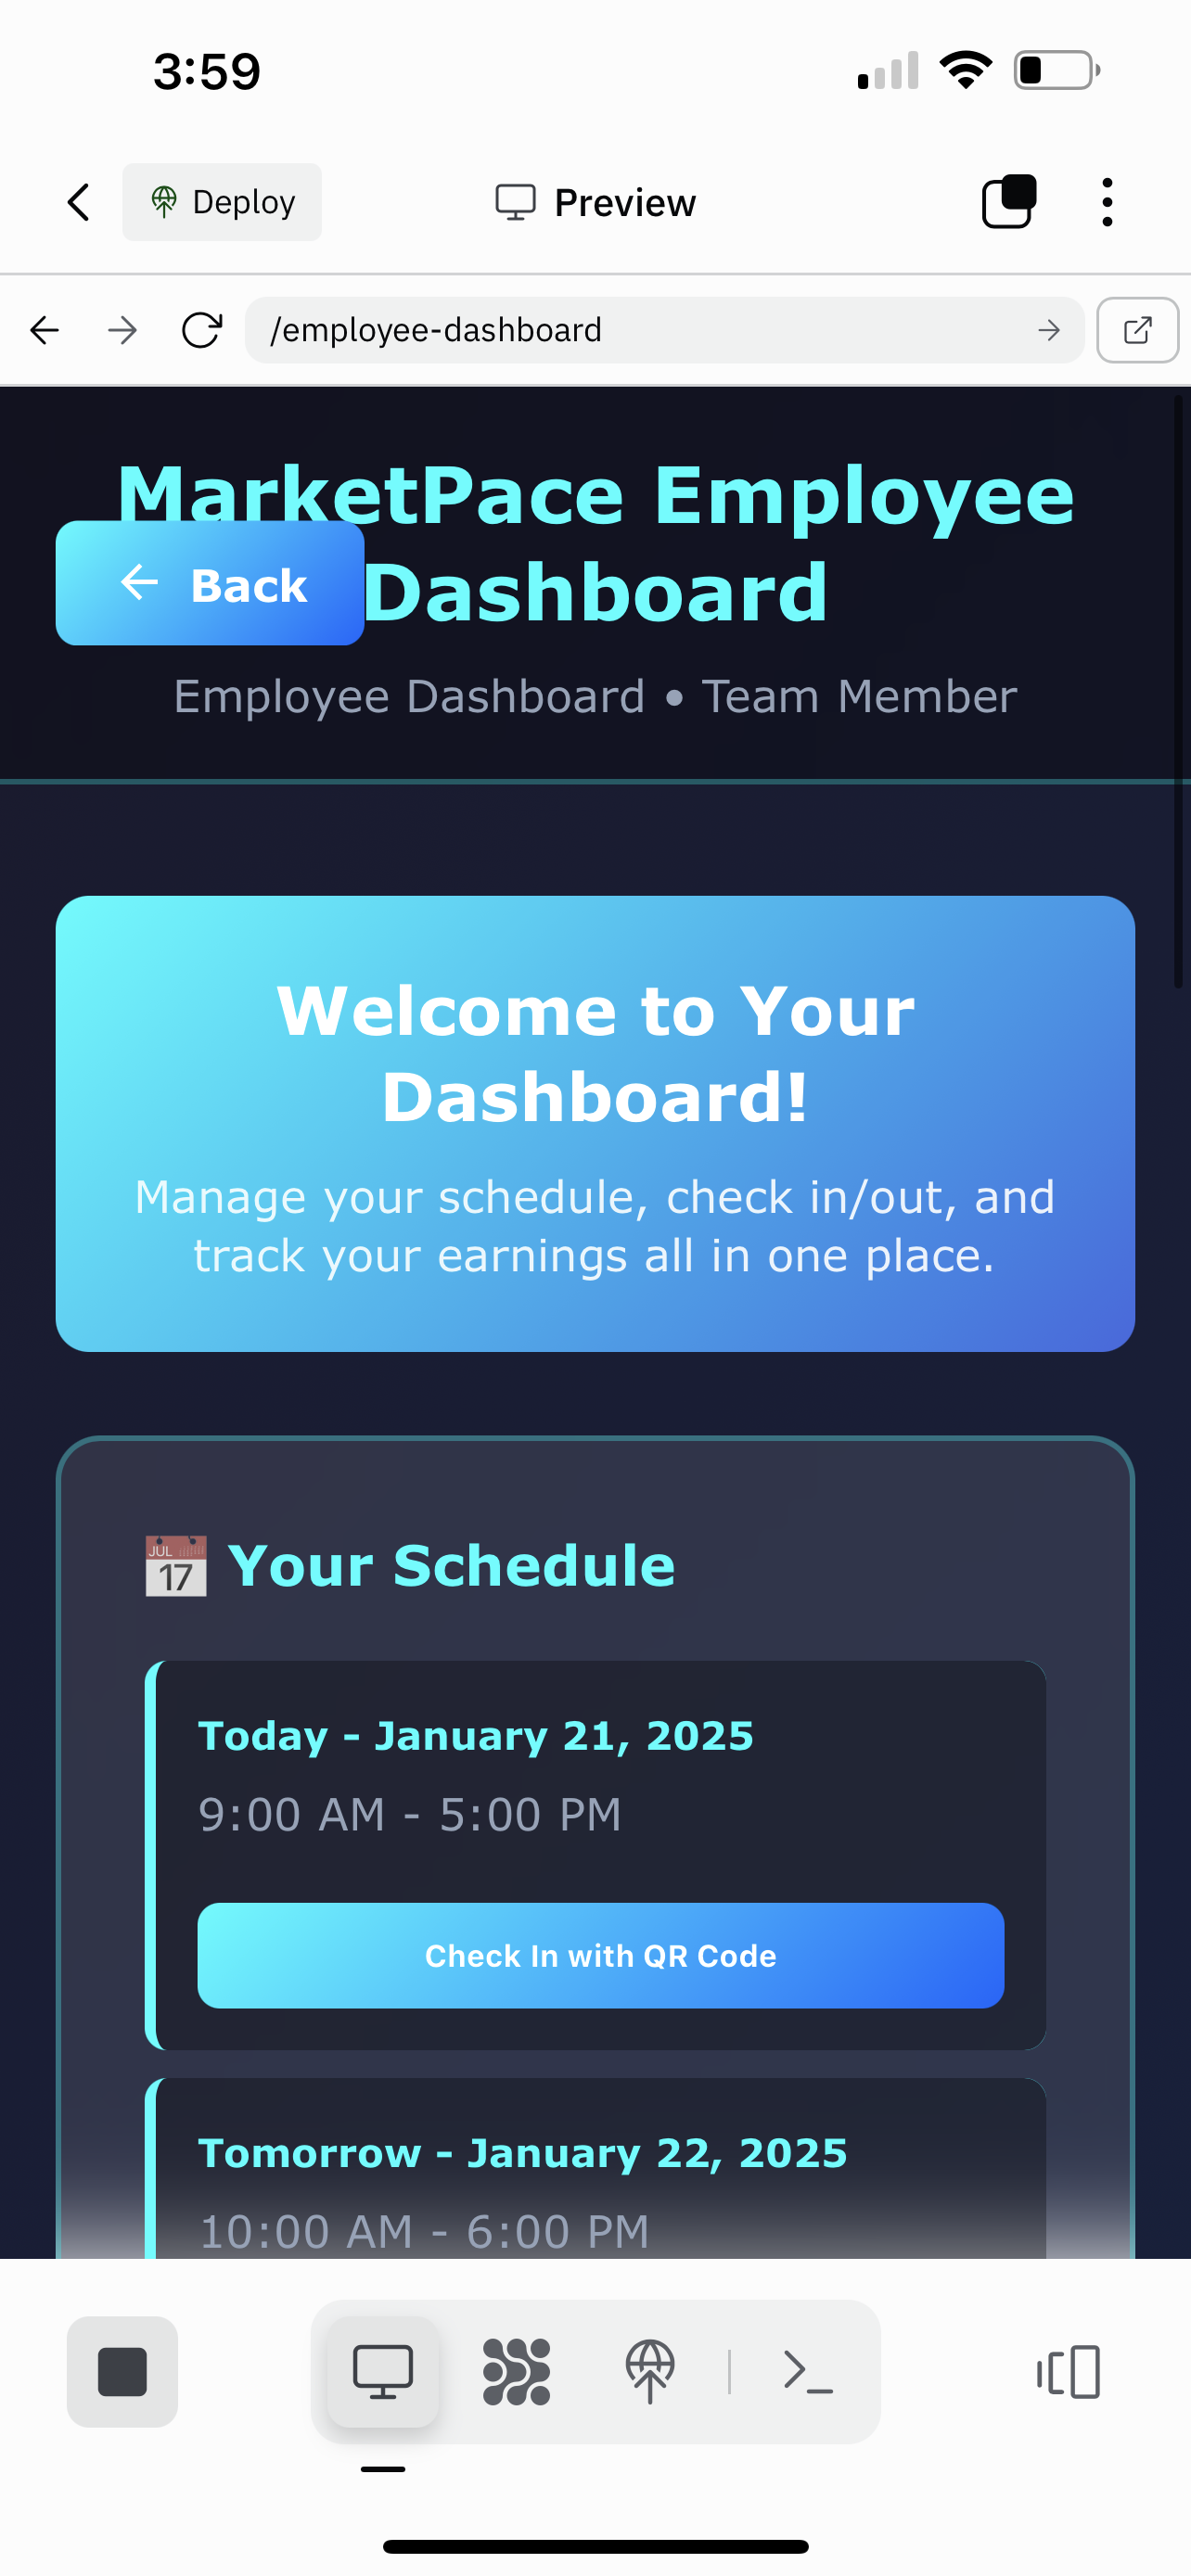 3:59
Deploy
Preview
/employee-dashboard
MarketPace Employee
Back
Dashboard
Employee Dashboard • Team Member
Welcome to Your
Dashboard!
Manage your schedule, check in/out, and
track your earnings all in one place.
JUL
17
Your Schedule
Today - January 21, 2025
9:00 AM - 5:00 PM
Check In with QR Code
Tomorrow - January 22, 2025
10:00 AM - 6:00 PM